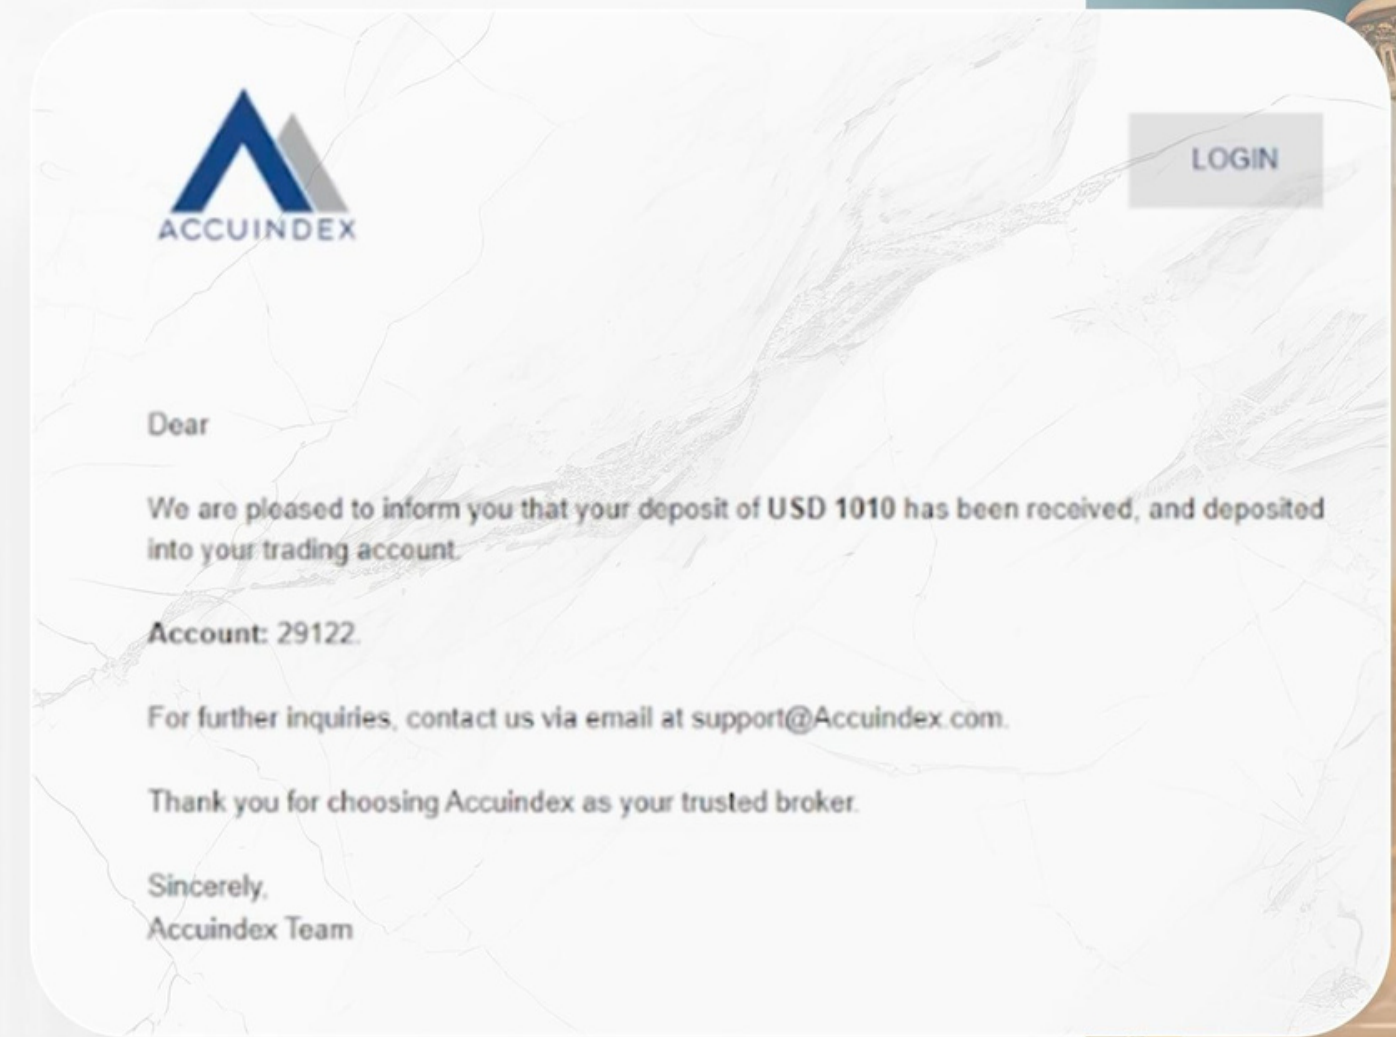 ACCUINDEX
LOGIN
Dear
We are pleased to inform you that your deposit of USD 1010 has been received, and deposited
into your trading account.
Account: 29122.
For further inquiries, contact us via email at support@Accuindex.com.
Thank you for choosing Accuindex as your trusted broker.
Sincerely,
Accuindex Team